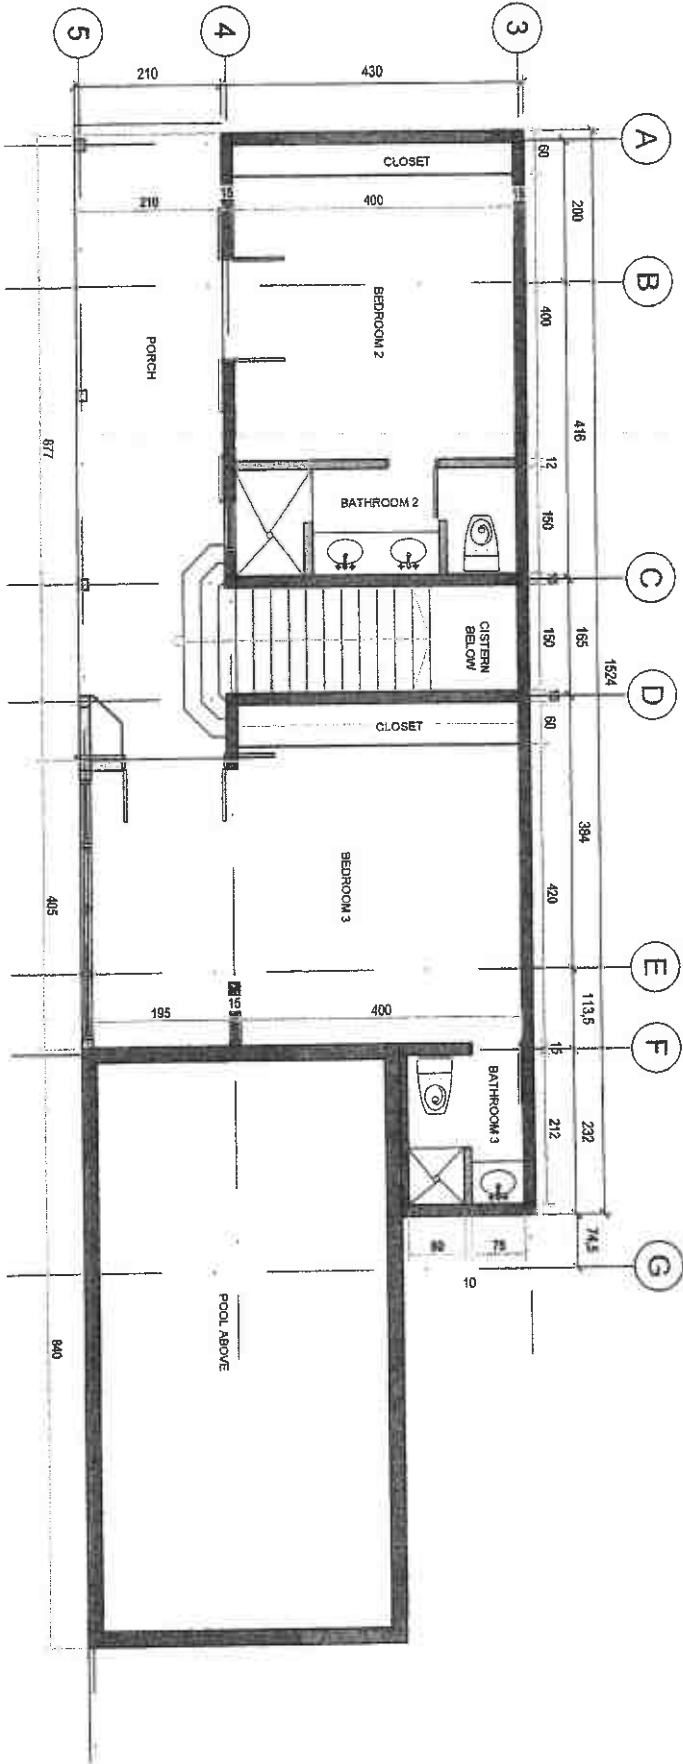 5
4
3
210
430
A
CLOSET
60
15
15
210
400
200
B
BEDROOM 2
400
PORCH
877
416
12
BATHROOM 2
150
C
CISTERN
BELOW
150
165
1524
D
CLOSET
60
384
BEDROOM 3
420
405
E
195
15
400
113,5
F
15
BATHROOM 3
212
232
75
74,5
G
10
POOL ABOVE
840